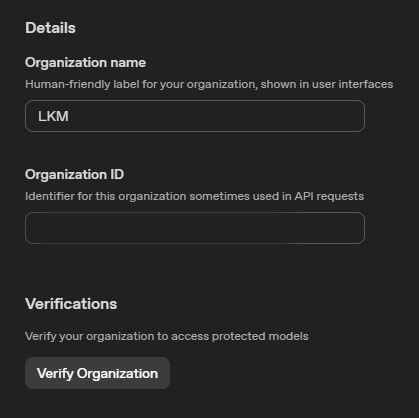 Details
Organization name
Human-friendly label for your organization, shown in user interfaces
LKM
Organization ID
Identifier for this organization sometimes used in API requests
Verifications
Verify your organization to access protected models
Verify Organization